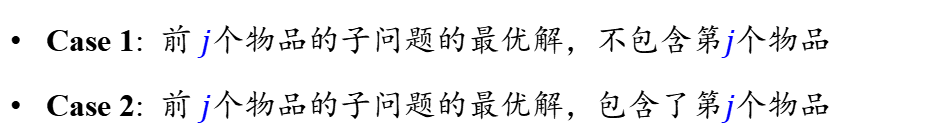 • Case 1: 前 j个物品的子问题的最优解，不包含第j个物品
• Case 2: 前 j个物品的子问题的最优解，包含了第j个物品